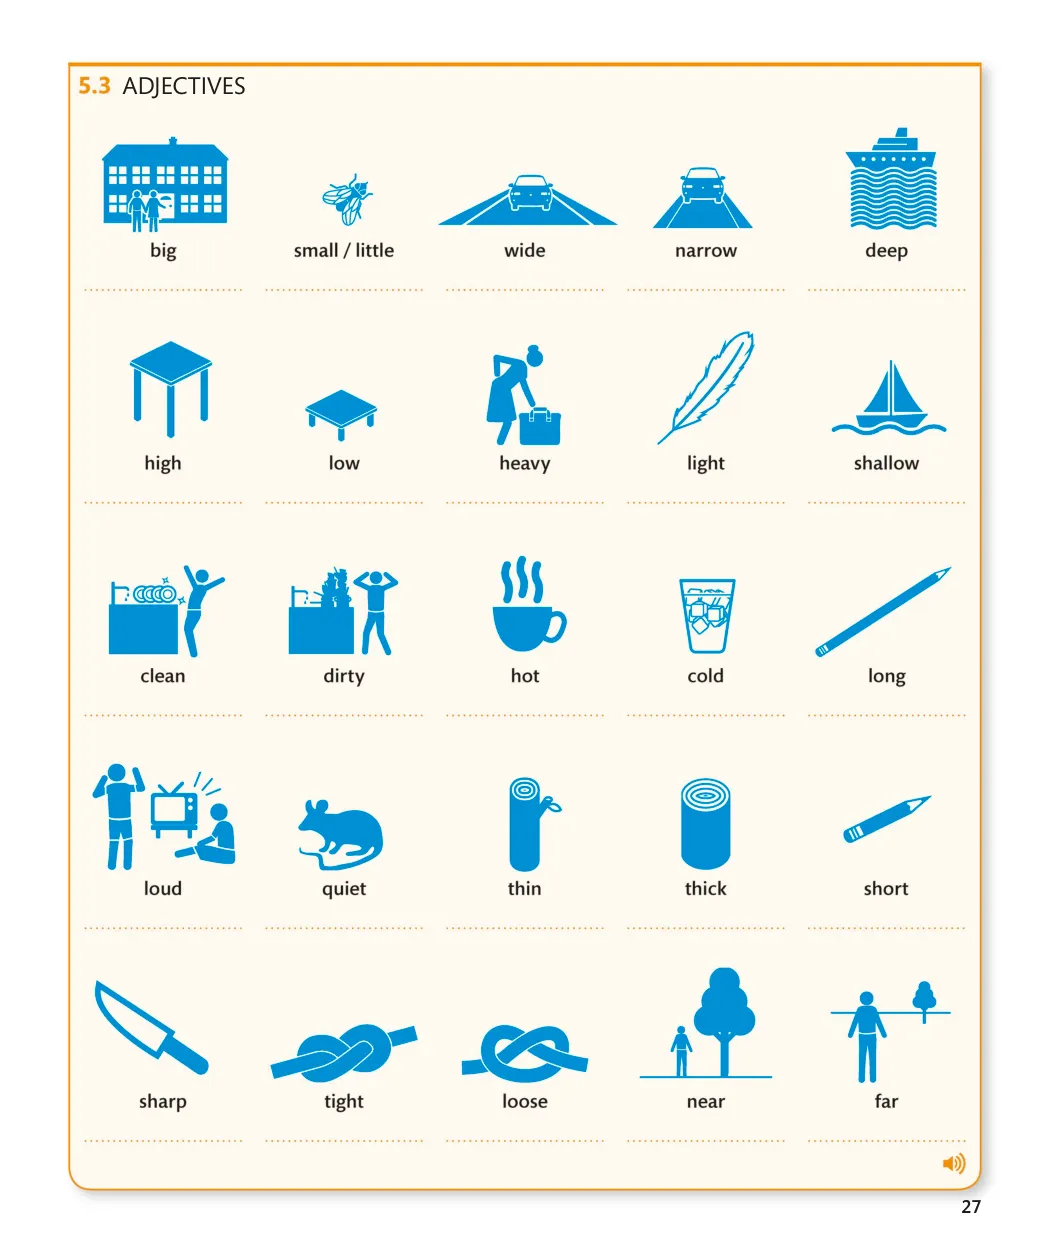 5.3 ADJECTIVES
big small / little wide narrow deep
high low heavy light shallow
clean dirty hot cold long
loud quiet thin thick short
sharp tight loose near far
27